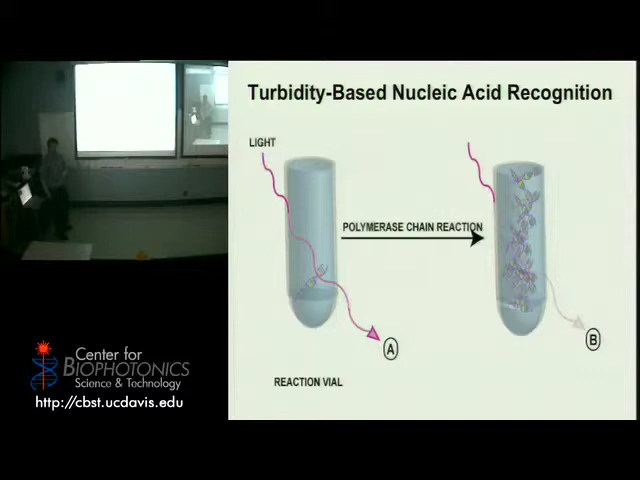 Turbidity-Based Nucleic Acid Recognition
LIGHT
POLYMERASE CHAIN REACTION
A
B
REACTION VIAL
Center for
BIOPHOTONICS
Science & Technology
http://cbst.ucdavis.edu